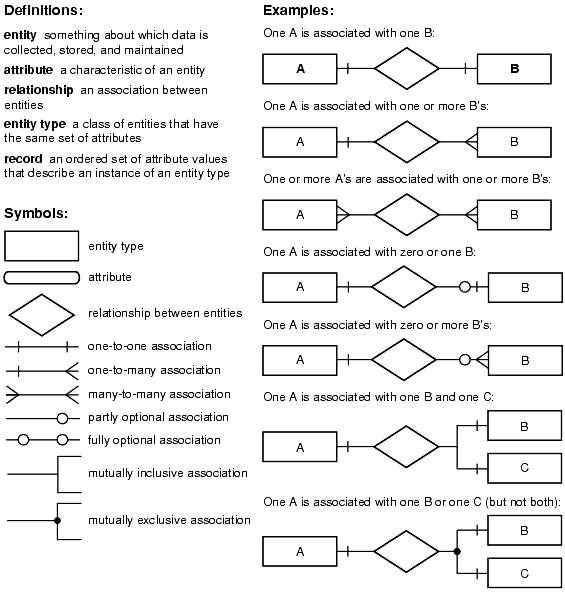 Definitions:
entity something about which data is
collected, stored, and maintained
attribute a characteristic of an entity
relationship an association between
entities
entity type a class of entities that have
the same set of attributes
record an ordered set of attribute values
that describe an instance of an entity type
Symbols:
entity type
attribute
relationship between entities
one-to-one association
one-to-many association
many-to-many association
partly optional association
fully optional association
mutually inclusive association
mutually exclusive association
Examples:
One A is associated with one B:
A
B
One A is associated with one or more B's:
A
B
One or more A's are associated with one or more B's:
A
B
One A is associated with zero or one B:
A
B
One A is associated with zero or more B's:
A
B
One A is associated with one B and one C:
A
B
C
One A is associated with one B or one C (but not both):
A
B
C